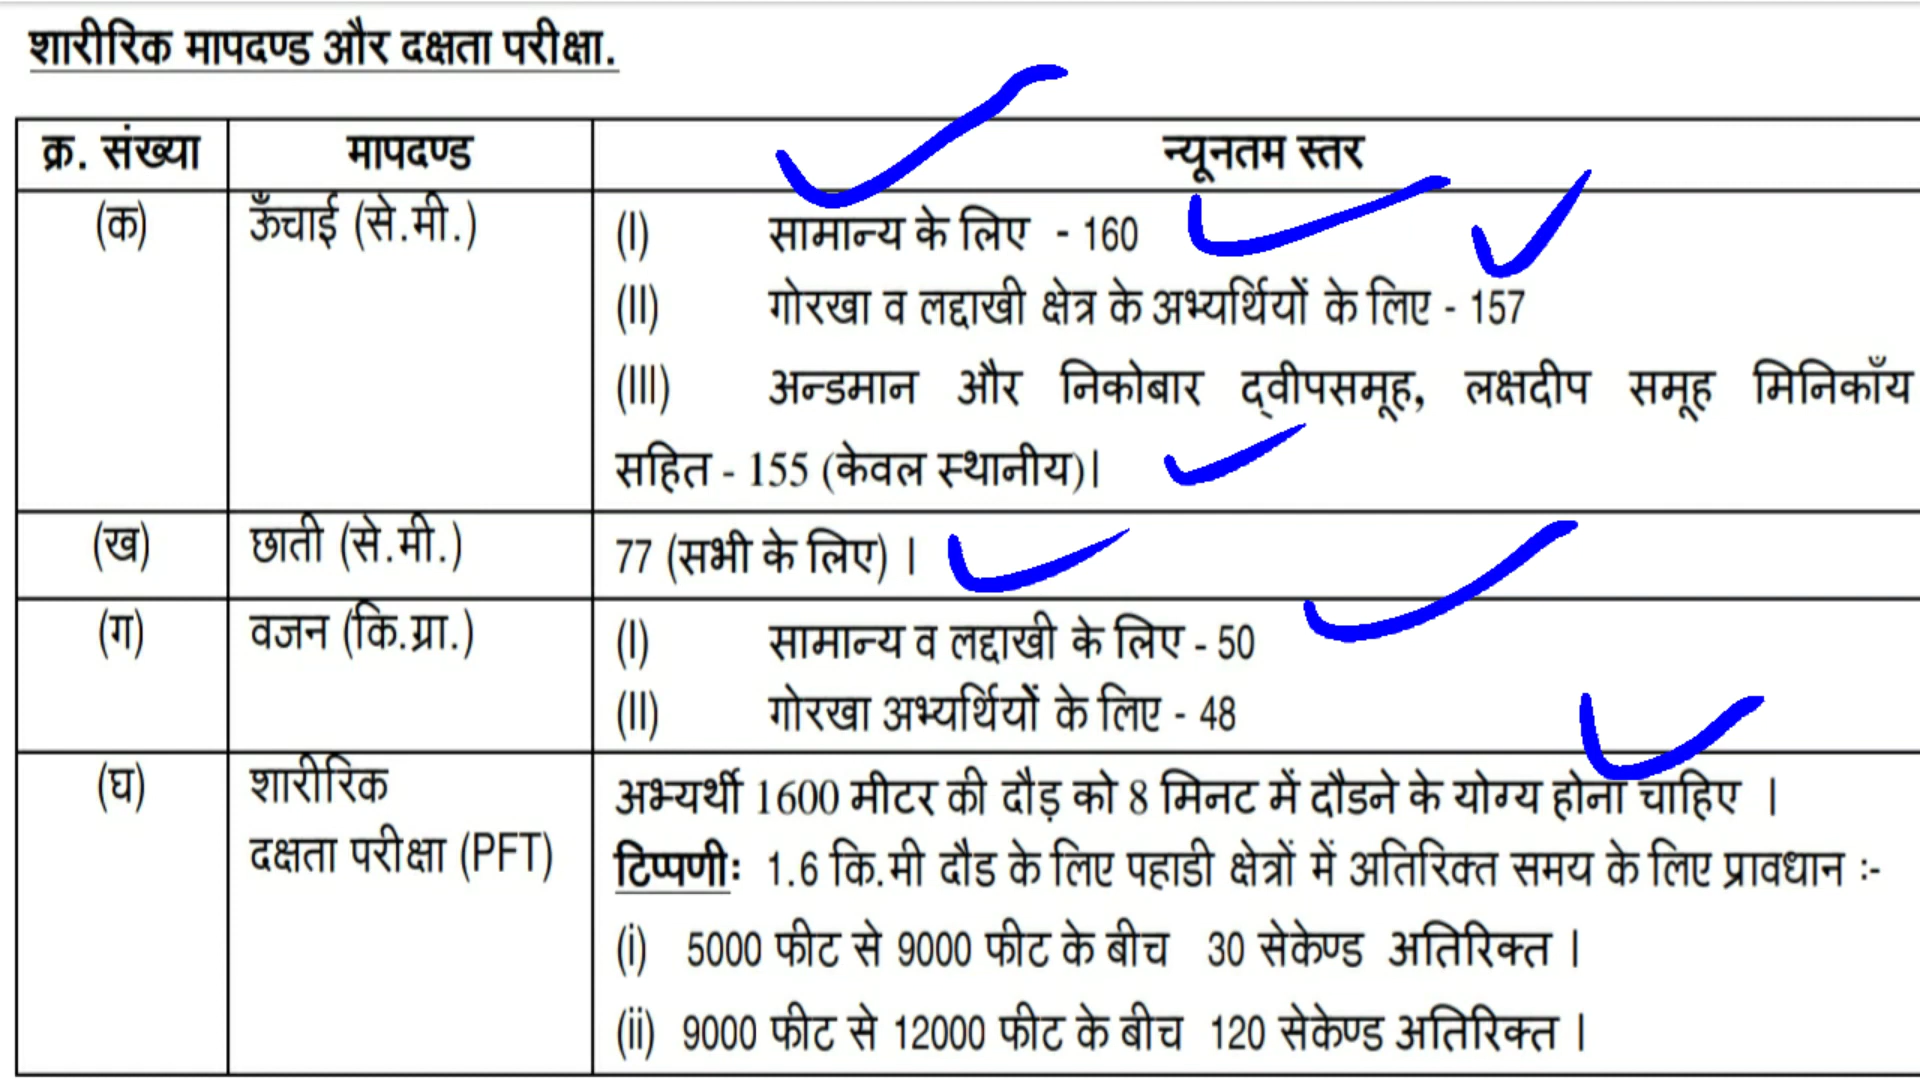 शारीरिक मापदण्ड और दक्षता परीक्षा.
क्र. संख्या मापदण्ड न्यूनतम स्तर
(क) ऊँचाई (से.मी.) (I) सामान्य के लिए - 160
(II) गोरखा व लद्दाखी क्षेत्र के अभ्यर्थियों के लिए - 157
(III) अन्डमान और निकोबार द्वीपसमूह, लक्षदीप समूह मिनिकॉंय
सहित - 155 (केवल स्थानीय)।
(ख) छाती (से.मी.) 77 (सभी के लिए) ।
(ग) वजन (कि.ग्रा.) (I) सामान्य व लद्दाखी के लिए - 50
(II) गोरखा अभ्यर्थियों के लिए - 48
(घ) शारीरिक अभ्यर्थी 1600 मीटर की दौड़ को 8 मिनट में दौडने के योग्य होना चाहिए ।
दक्षता परीक्षा (PFT) टिप्पणीः 1.6 कि.मी दौड के लिए पहाडी क्षेत्रों में अतिरिक्त समय के लिए प्रावधान :-
(i) 5000 फीट से 9000 फीट के बीच 30 सेकेण्ड अतिरिक्त ।
(ii) 9000 फीट से 12000 फीट के बीच 120 सेकेण्ड अतिरिक्त ।